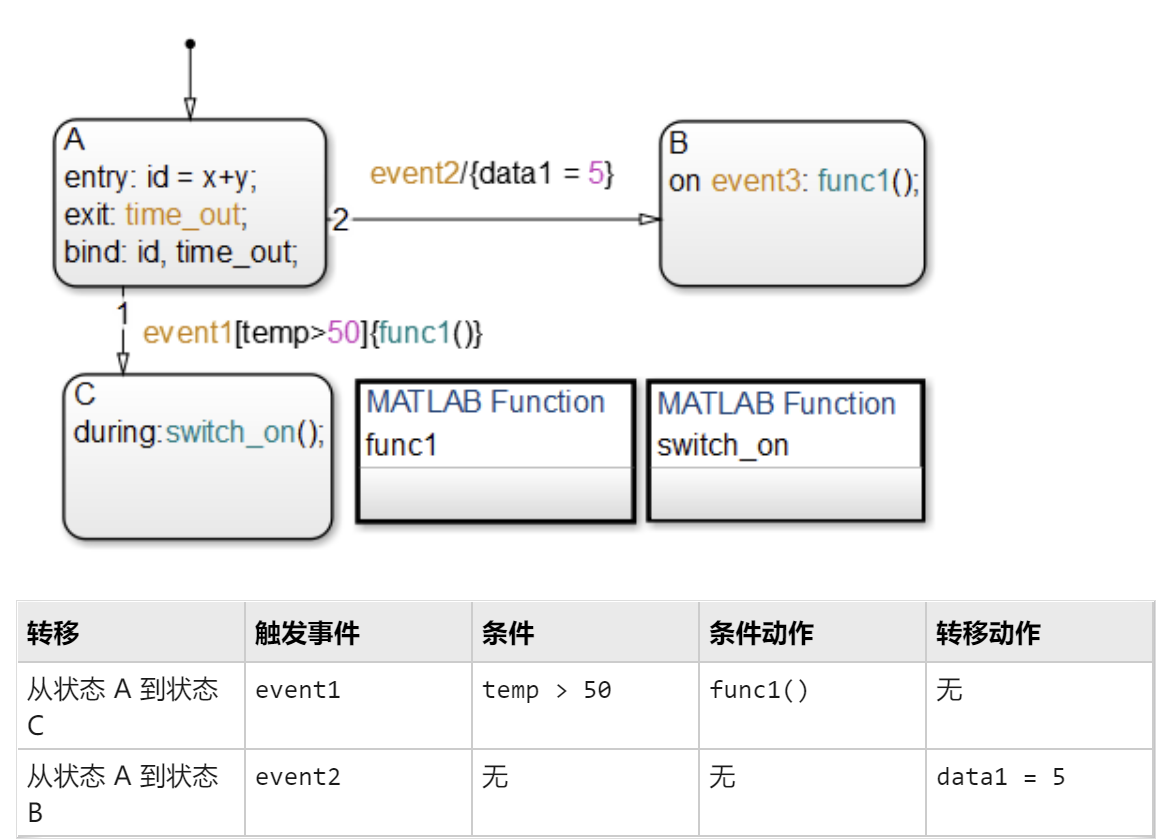 A
entry: id = x+y;
exit: time_out;
bind: id, time_out;
2
event2/{data1 = 5}
B
on event3: func1();
1
event1[temp>50]{func1()}
C
during:switch_on();
MATLAB Function
func1
MATLAB Function
switch_on
转移 触发事件 条件 条件动作 转移动作
从状态 A 到状态 event1 temp > 50 func1() 无
C
从状态 A 到状态 event2 无 无 data1 = 5
B